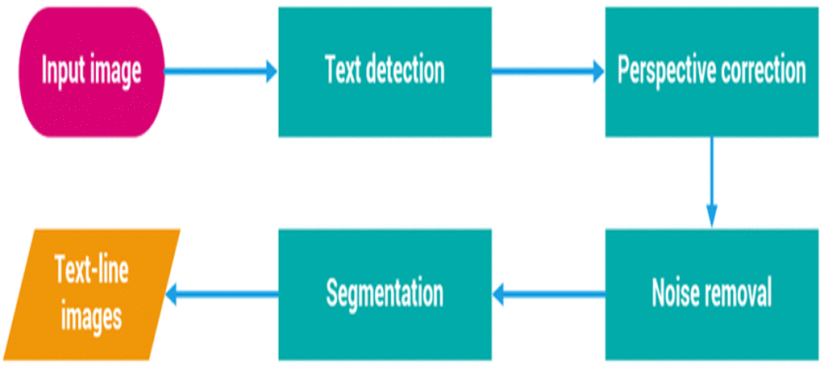 Input image
Text detection
Perspective correction
Noise removal
Segmentation
Text-line
images